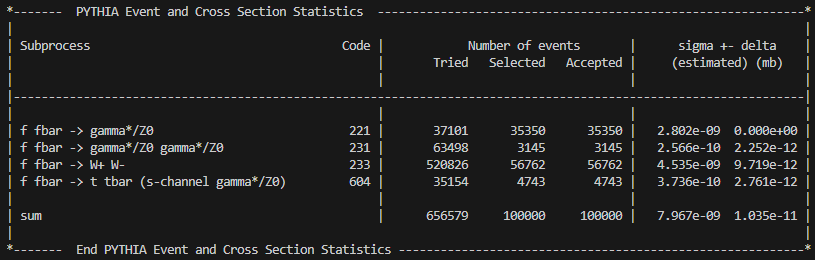 *-------  PYTHIA Event and Cross Section Statistics  -------------------------------------------------------------*
|                                                                                                                 |
| Subprocess                                    Code |            Number of events       |      sigma +- delta    |
|                                                    |       Tried   Selected   Accepted |     (estimated) (mb)   |
|                                                    |                                   |                        |
|-----------------------------------------------------------------------------------------------------------------|
|                                                    |                                   |                        |
| f fbar -> gamma*/Z0                            221 |       37101      35350      35350 |   2.802e-09  0.000e+00 |
| f fbar -> gamma*/Z0 gamma*/Z0                  231 |       63498       3145       3145 |   2.566e-10  2.252e-12 |
| f fbar -> W+ W-                                233 |      520826      56762      56762 |   4.535e-09  9.719e-12 |
| f fbar -> t tbar (s-channel gamma*/Z0)         604 |       35154       4743       4743 |   3.736e-10  2.761e-12 |
|                                                    |                                   |                        |
| sum                                                |      656579     100000     100000 |   7.967e-09  1.035e-11 |
|                                                                                                                 |
*-------  End PYTHIA Event and Cross Section Statistics ----------------------------------------------------------*